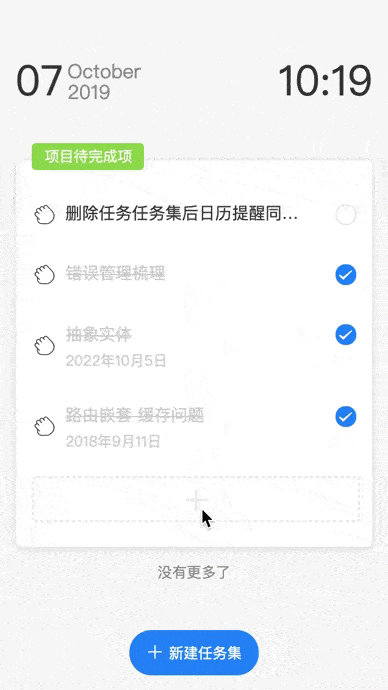 07 October
2019
10:19
项目待完成项
删除任务任务集后日历提醒同...
错误管理梳理
抽象实体
2022年10月5日
路由嵌套 缓存问题
2018年9月11日
没有更多了
新建任务集